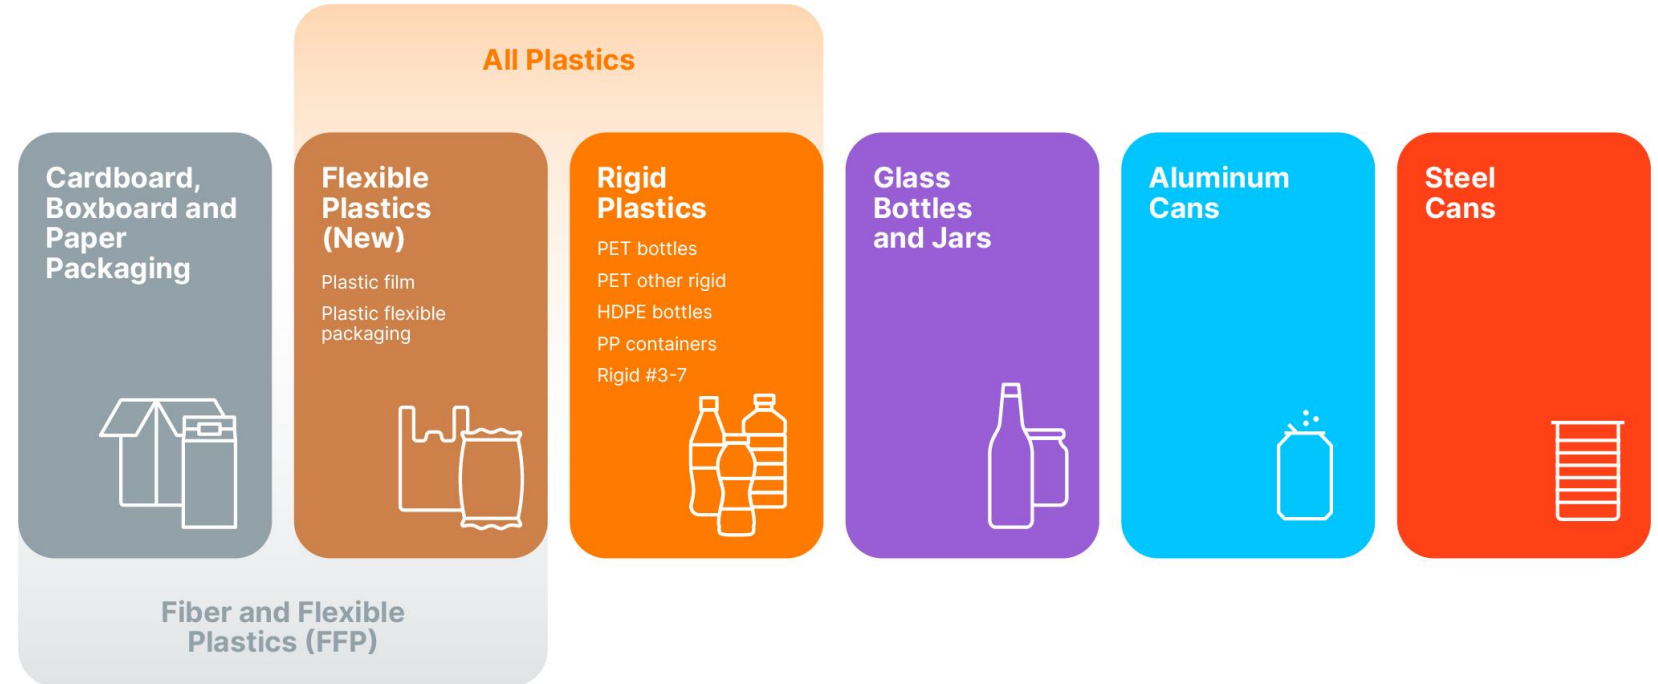 All Plastics
Cardboard,
Boxboard and
Paper
Packaging
Flexible
Plastics
(New)
Plastic film
Plastic flexible
packaging
Rigid
Plastics
PET bottles
PET other rigid
HDPE bottles
PP containers
Rigid #3-7
Glass
Bottles
and Jars
Aluminum
Cans
Steel
Cans
Fiber and Flexible
Plastics (FFP)